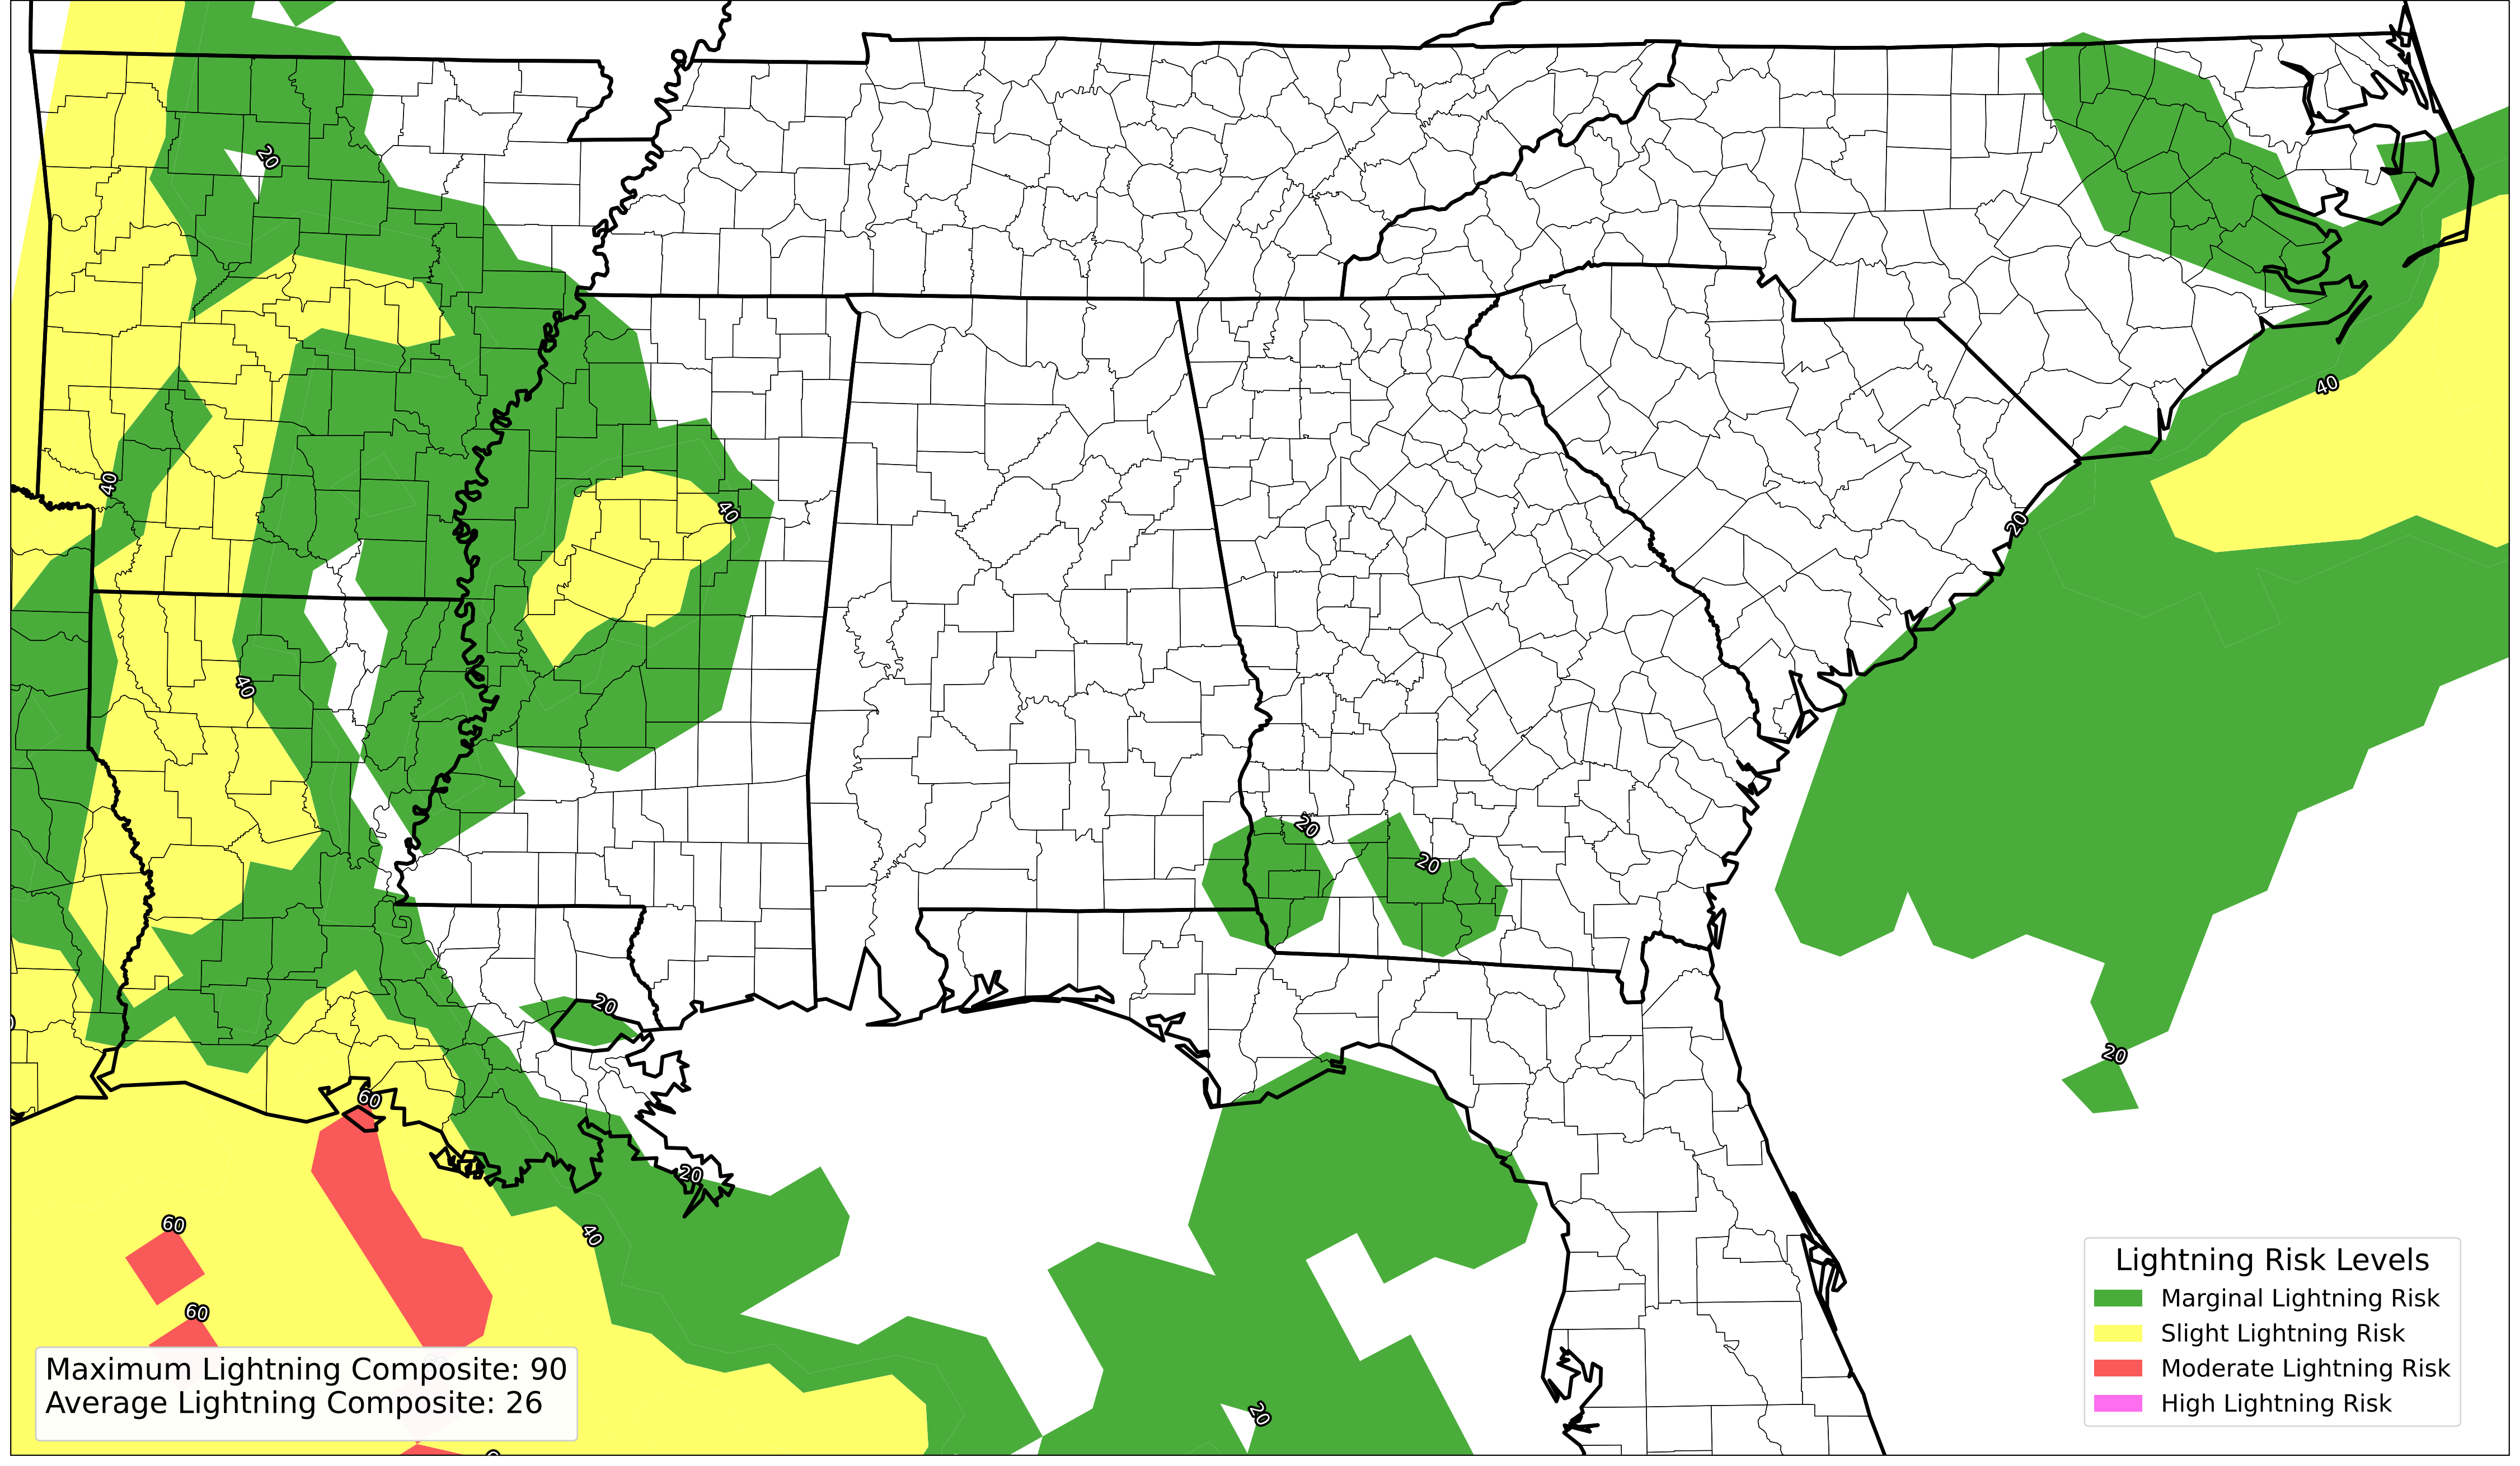 20
40
40
20
40
40
20
20
20
20
60
20
60
40
60
20
Lightning Risk Levels
Marginal Lightning Risk
Slight Lightning Risk
Moderate Lightning Risk
High Lightning Risk
Maximum Lightning Composite: 90
Average Lightning Composite: 26